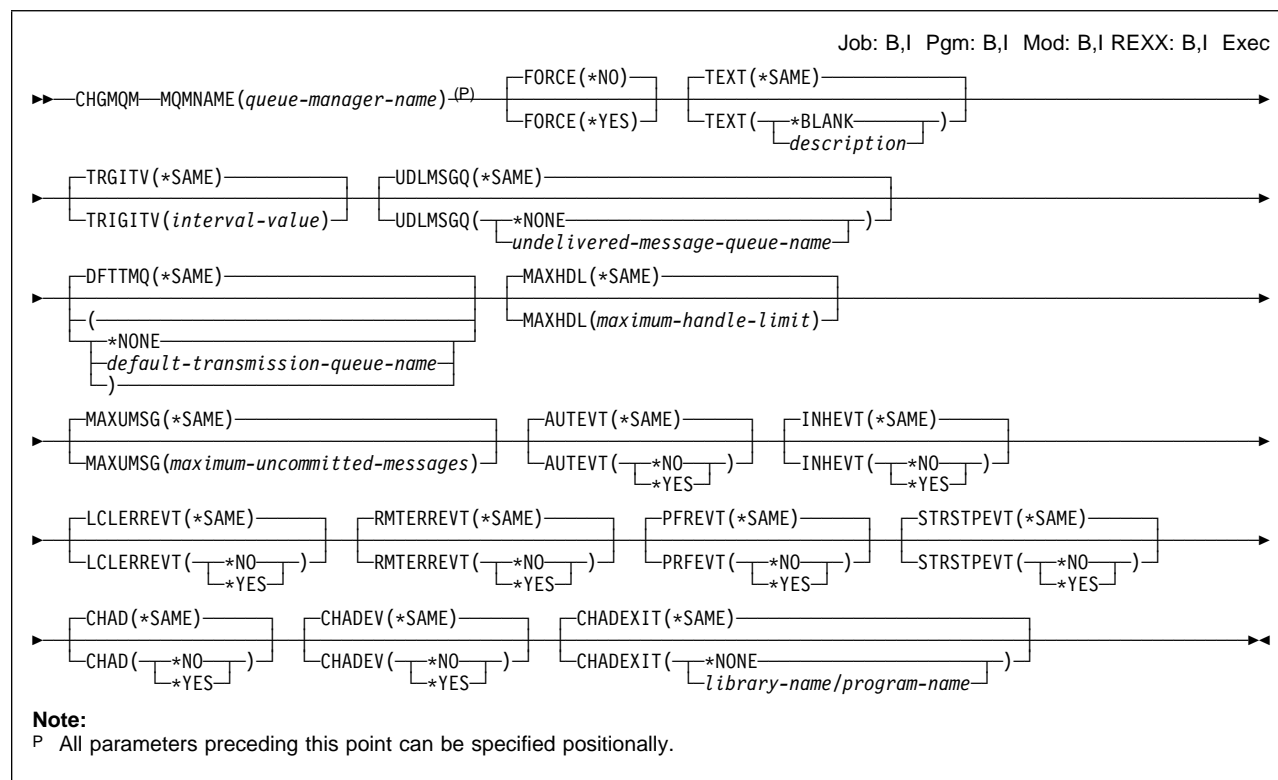 Job: B,I Pgm: B,I Mod: B,I REXX: B,I Exec
FORCE(*NO) TEXT(*SAME)
CHGMQM MQMNAME(queue-manager-name) (P)
FORCE(*YES) TEXT( *BLANK )
description
TRGITV(*SAME) UDLMSGQ(*SAME)
TRIGITV(interval-value) UDLMSGQ( *NONE )
undelivered-message-queue-name
DFTTMQ(*SAME) MAXHDL(*SAME)
( MAXHDL(maximum-handle-limit)
*NONE
default-transmission-queue-name
)
MAXUMSG(*SAME) AUTEVT(*SAME) INHEVT(*SAME)
MAXUMSG(maximum-uncommitted-messages) AUTEVT( *NO ) INHEVT( *NO )
*YES *YES
LCLERREVT(*SAME) RMTERREVT(*SAME) PFREVT(*SAME) STRSTPEVT(*SAME)
LCLERREVT( *NO ) RMTERREVT( *NO ) PRFEVT( *NO ) STRSTPEVT( *NO )
*YES *YES *YES *YES
CHAD(*SAME) CHADEV(*SAME) CHADEXIT(*SAME)
CHAD( *NO ) CHADEV( *NO ) CHADEXIT( *NONE )
*YES *YES library-name/program-name
Note:
P All parameters preceding this point can be specified positionally.